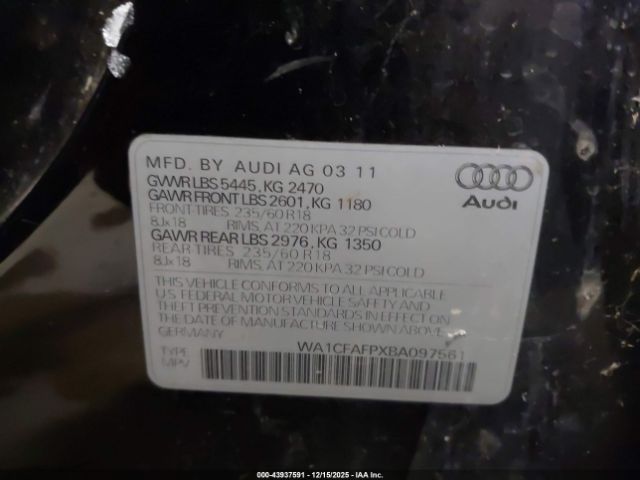 MFD. BY AUDI AG 03 11
GVWR LBS 5445, KG 2470
GAWR FRONT LBS 2601, KG 1180
FRONT TIRES 235/60 R18
8Jx18 RIMS, AT 220 KPA 32 PSI COLD
GAWR REAR LBS 2976, KG 1350
REAR TIRES 235/60 R18
8Jx18 RIMS, AT 220 KPA 32 PSI COLD
THIS VEHICLE CONFORMS TO ALL APPLICABLE
U.S FEDERAL MOTOR VEHICLE SAFETY AND
THEFT PREVENTION STANDARDS IN EFFECT ON
THE DATE OF MANUFACTURE SHOWN ABOVE.
GERMANY
WA1CFAFPXBA097561
TYPE:
MPV
Audi
000-43937591 - 12/15/2025 - IAA Inc.